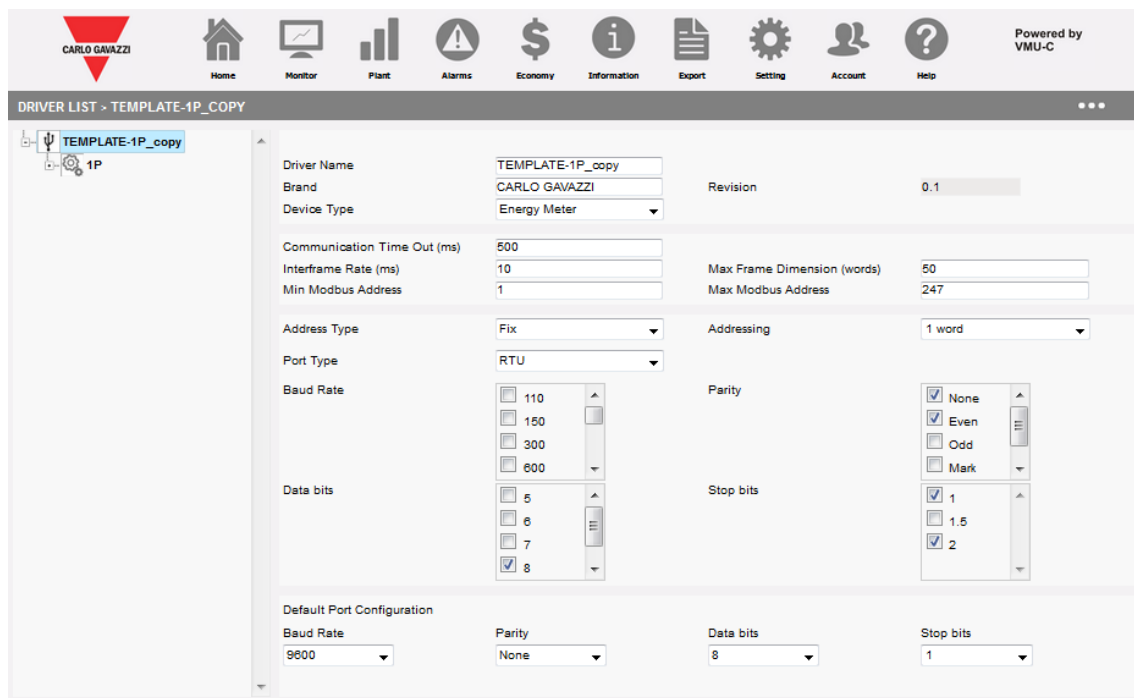 CARLO GAVAZZI
Powered by
VMU-C
Home Monitor Plant Alarms Economy Information Export Setting Account Help
DRIVER LIST > TEMPLATE-1P_COPY
TEMPLATE-1P_copy
1P
Driver Name TEMPLATE-1P_copy
Brand CARLO GAVAZZI Revision 0.1
Device Type Energy Meter
Communication Time Out (ms) 500
Interframe Rate (ms) 10 Max Frame Dimension (words) 50
Min Modbus Address 1 Max Modbus Address 247
Address Type Fix Addressing 1 word
Port Type RTU
Baud Rate 110 Parity None
150 Even
300 Odd
600 Mark
Data bits 5 Stop bits 1
6 1.5
7 2
8
Default Port Configuration
Baud Rate Parity Data bits Stop bits
9600 None 8 1